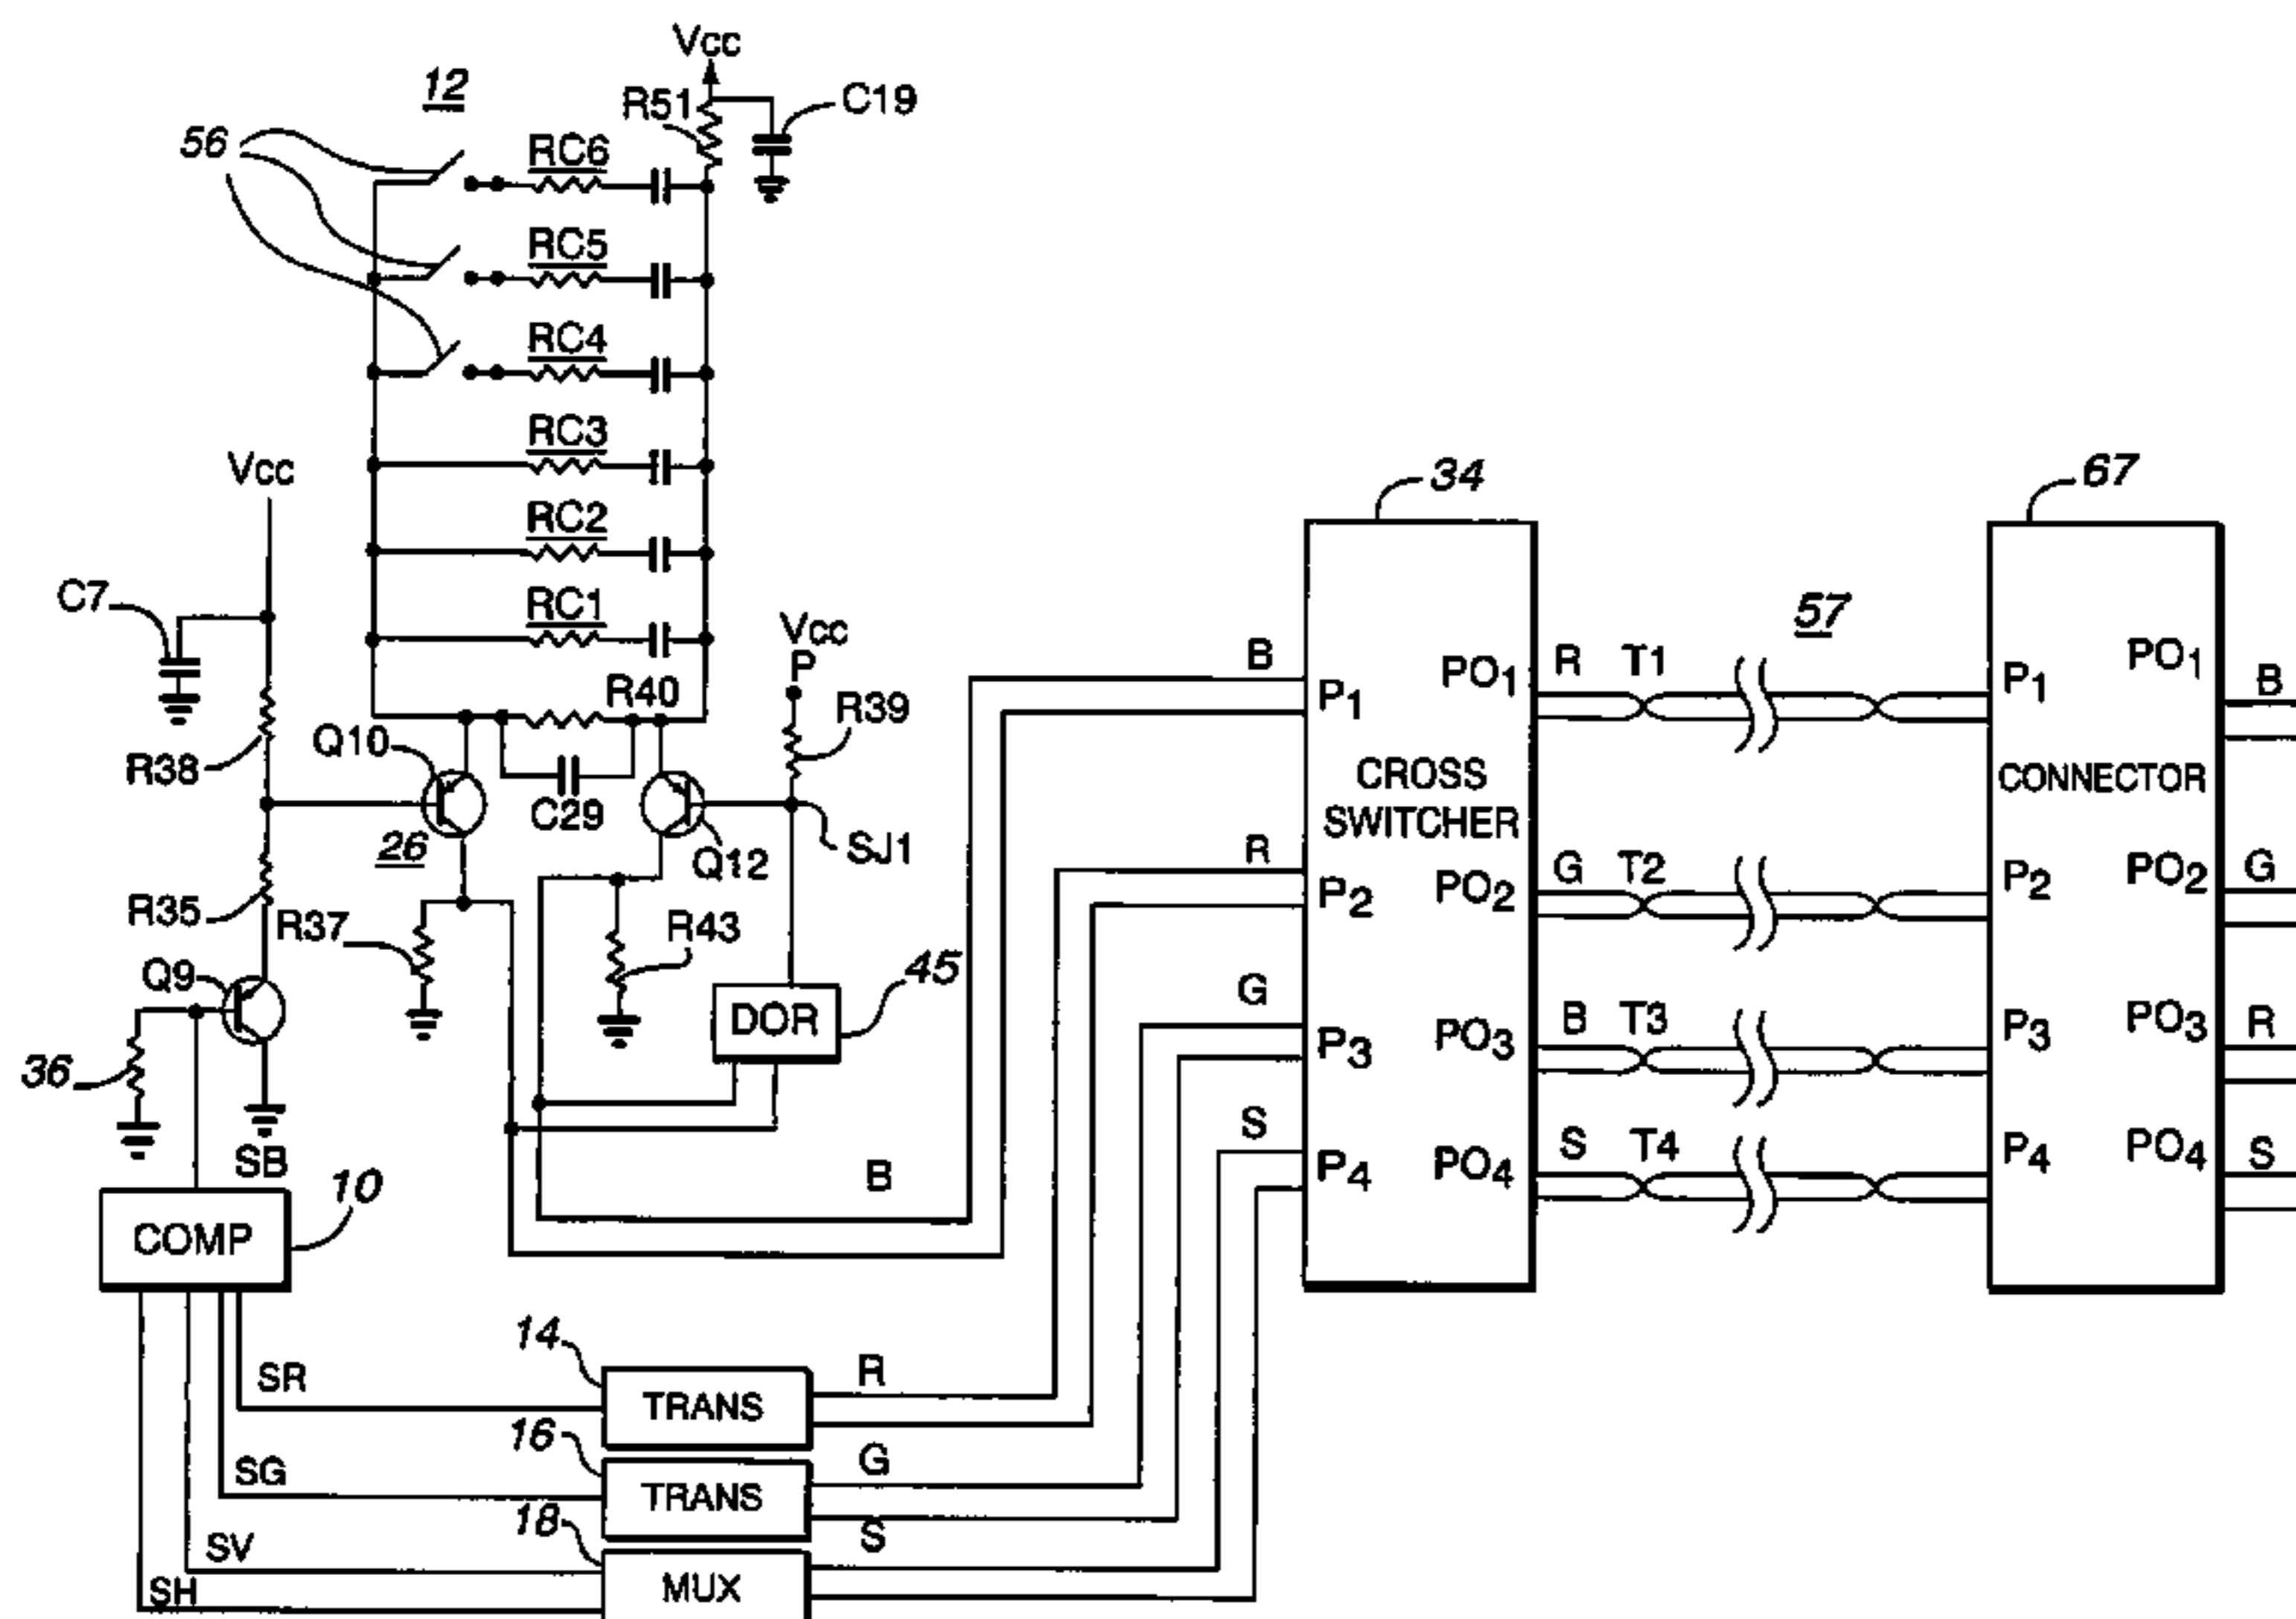 Vcc
12
R51
C19
56
RC6
RC5
RC4
RC3
RC2
RC1
Vcc
C7
R38
R40
Vcc
P
R39
Q10
C29
26
Q12
SJ1
R35
R37
R43
Q9
36
DOR
45
SB
COMP
10
B
SR
14
TRANS
R
SG
16
TRANS
G
SV
18
MUX
S
SH
34
B
P1
PO1
R
T1
57
CROSS
SWITCHER
R
P2
PO2
G
T2
G
P3
PO3
B
T3
S
P4
PO4
S
T4
67
P1
PO1
B
CONNECTOR
P2
PO2
G
P3
PO3
R
P4
PO4
S